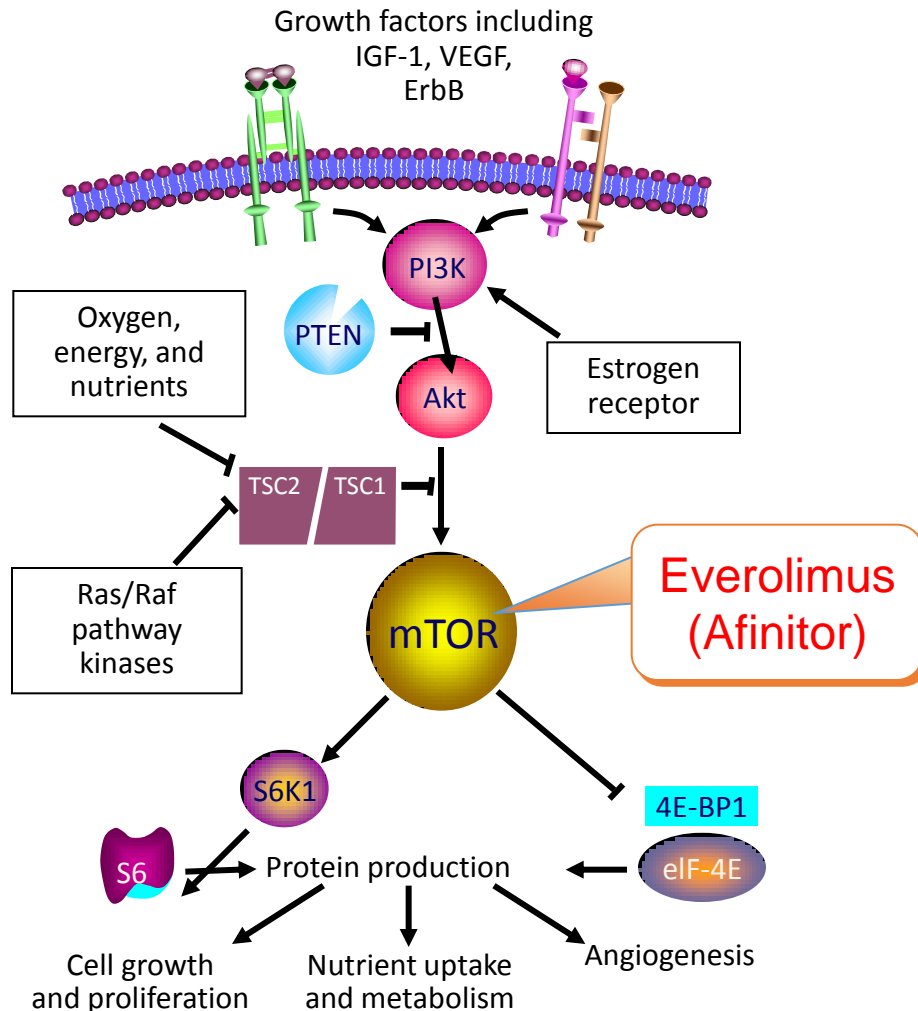 Growth factors including
IGF-1, VEGF,
ErbB
PI3K
Oxygen,
energy, and
nutrients
PTEN
Akt
Estrogen
receptor
TSC2
TSC1
Ras/Raf
pathway
kinases
mTOR
Everolimus
(Afinitor)
S6K1
4E-BP1
S6
Protein production
eIF-4E
Cell growth
and proliferation
Nutrient uptake
and metabolism
Angiogenesis